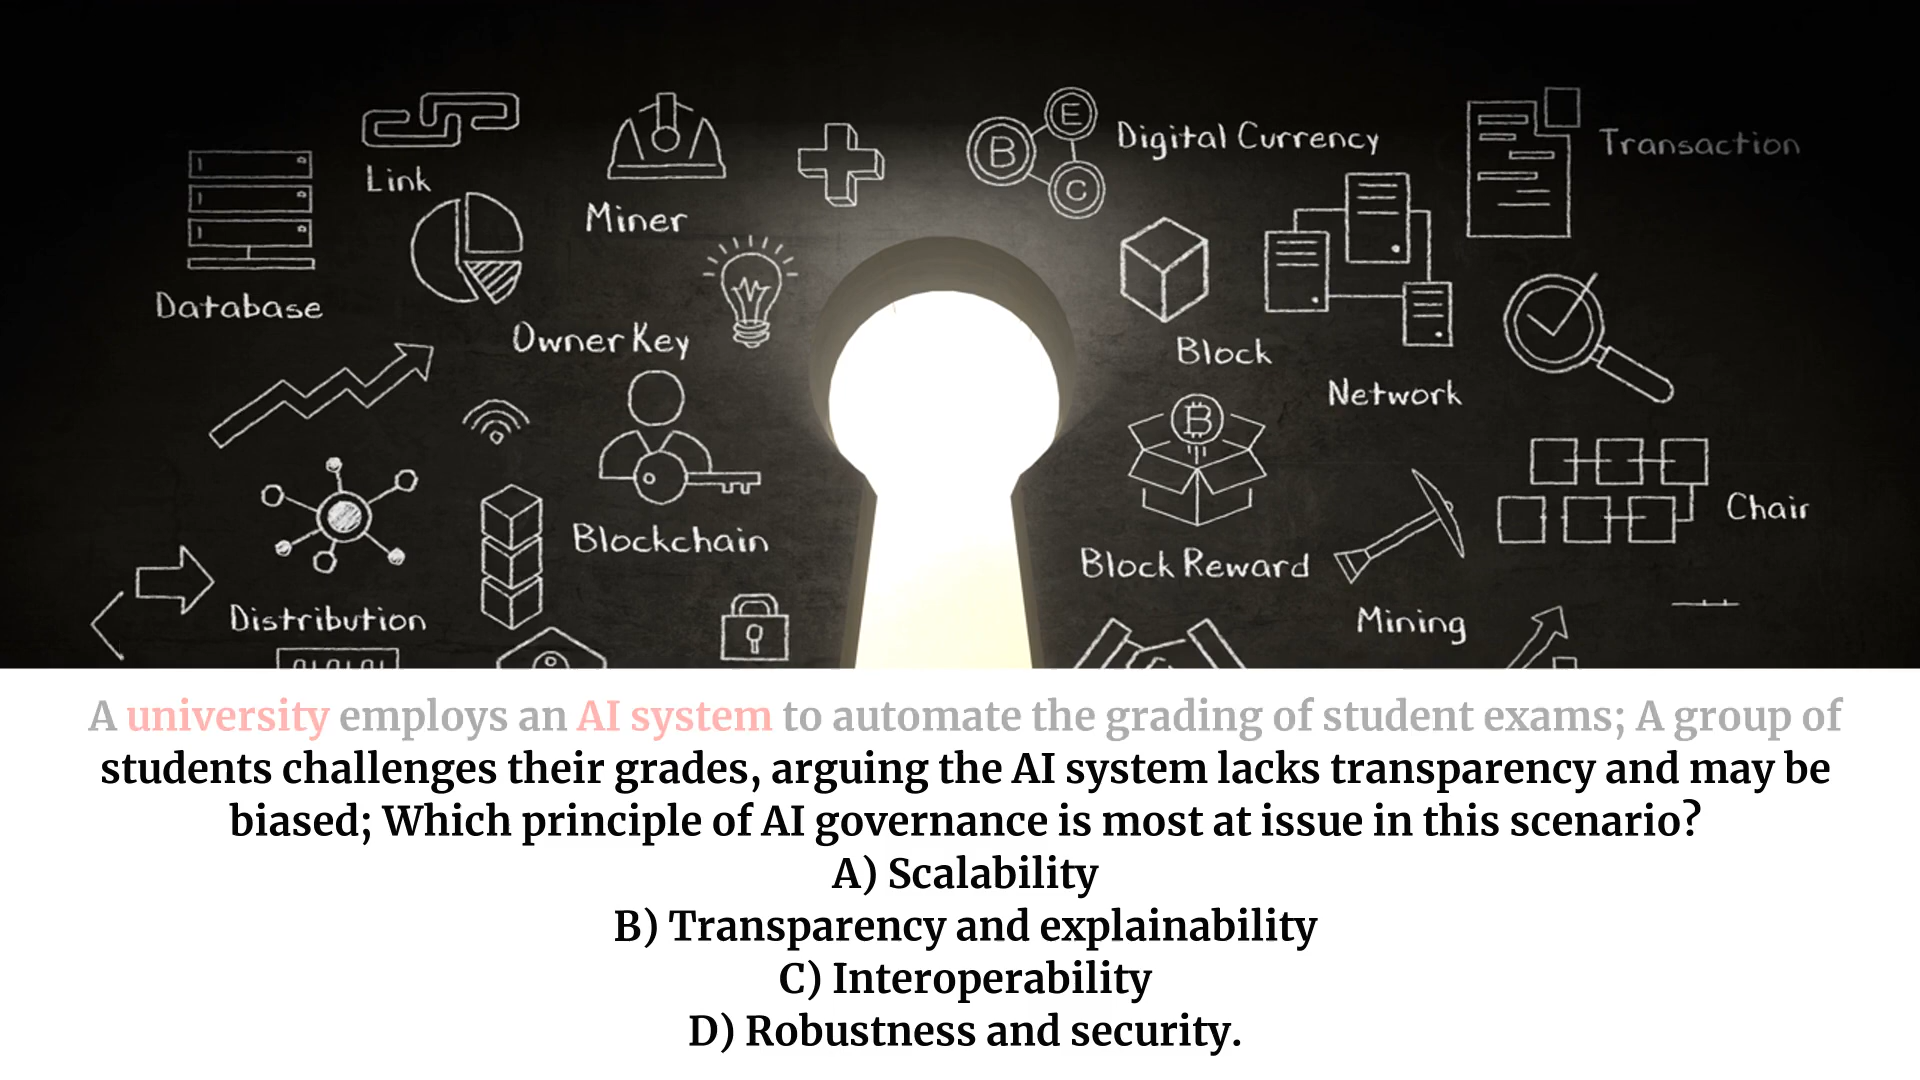 Link
Miner
Digital Currency
Transaction
B
E
C
Database
Owner Key
Block
Network
B
Blockchain
Block Reward
Chair
Distribution
Mining
A university employs an AI system to automate the grading of student exams; A group of
students challenges their grades, arguing the AI system lacks transparency and may be
biased; Which principle of AI governance is most at issue in this scenario?
A) Scalability
B) Transparency and explainability
C) Interoperability
D) Robustness and security.